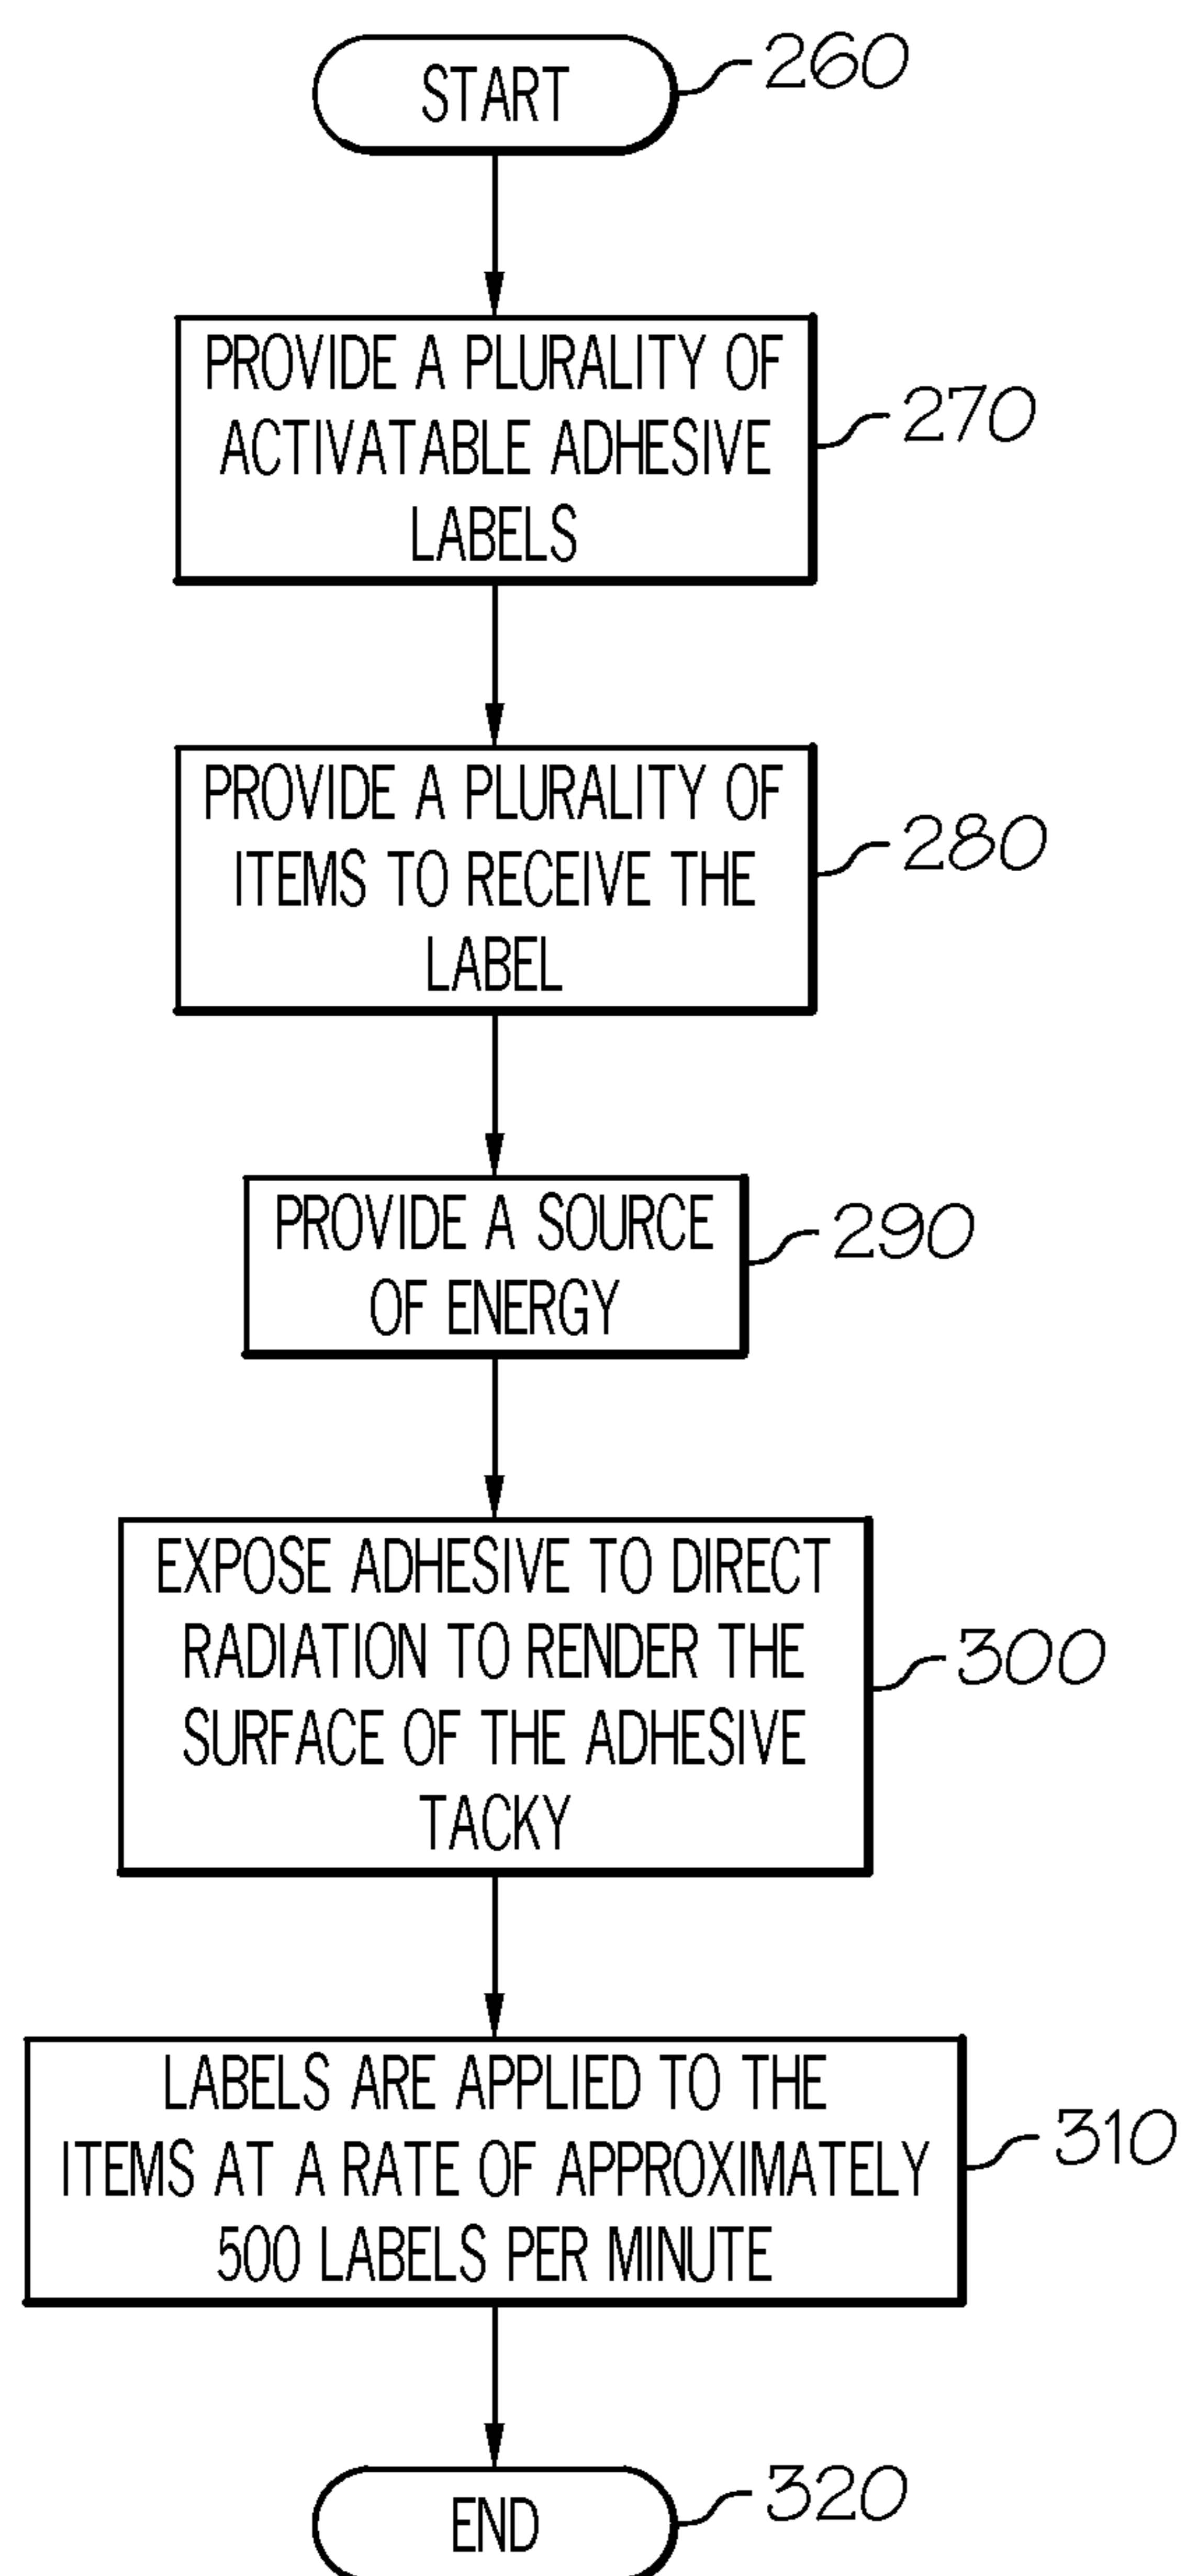 START
260
PROVIDE A PLURALITY OF
ACTIVATABLE ADHESIVE
LABELS
270
PROVIDE A PLURALITY OF
ITEMS TO RECEIVE THE
LABEL
280
PROVIDE A SOURCE
OF ENERGY
290
EXPOSE ADHESIVE TO DIRECT
RADIATION TO RENDER THE
SURFACE OF THE ADHESIVE
TACKY
300
LABELS ARE APPLIED TO THE
ITEMS AT A RATE OF APPROXIMATELY
500 LABELS PER MINUTE
310
END
320